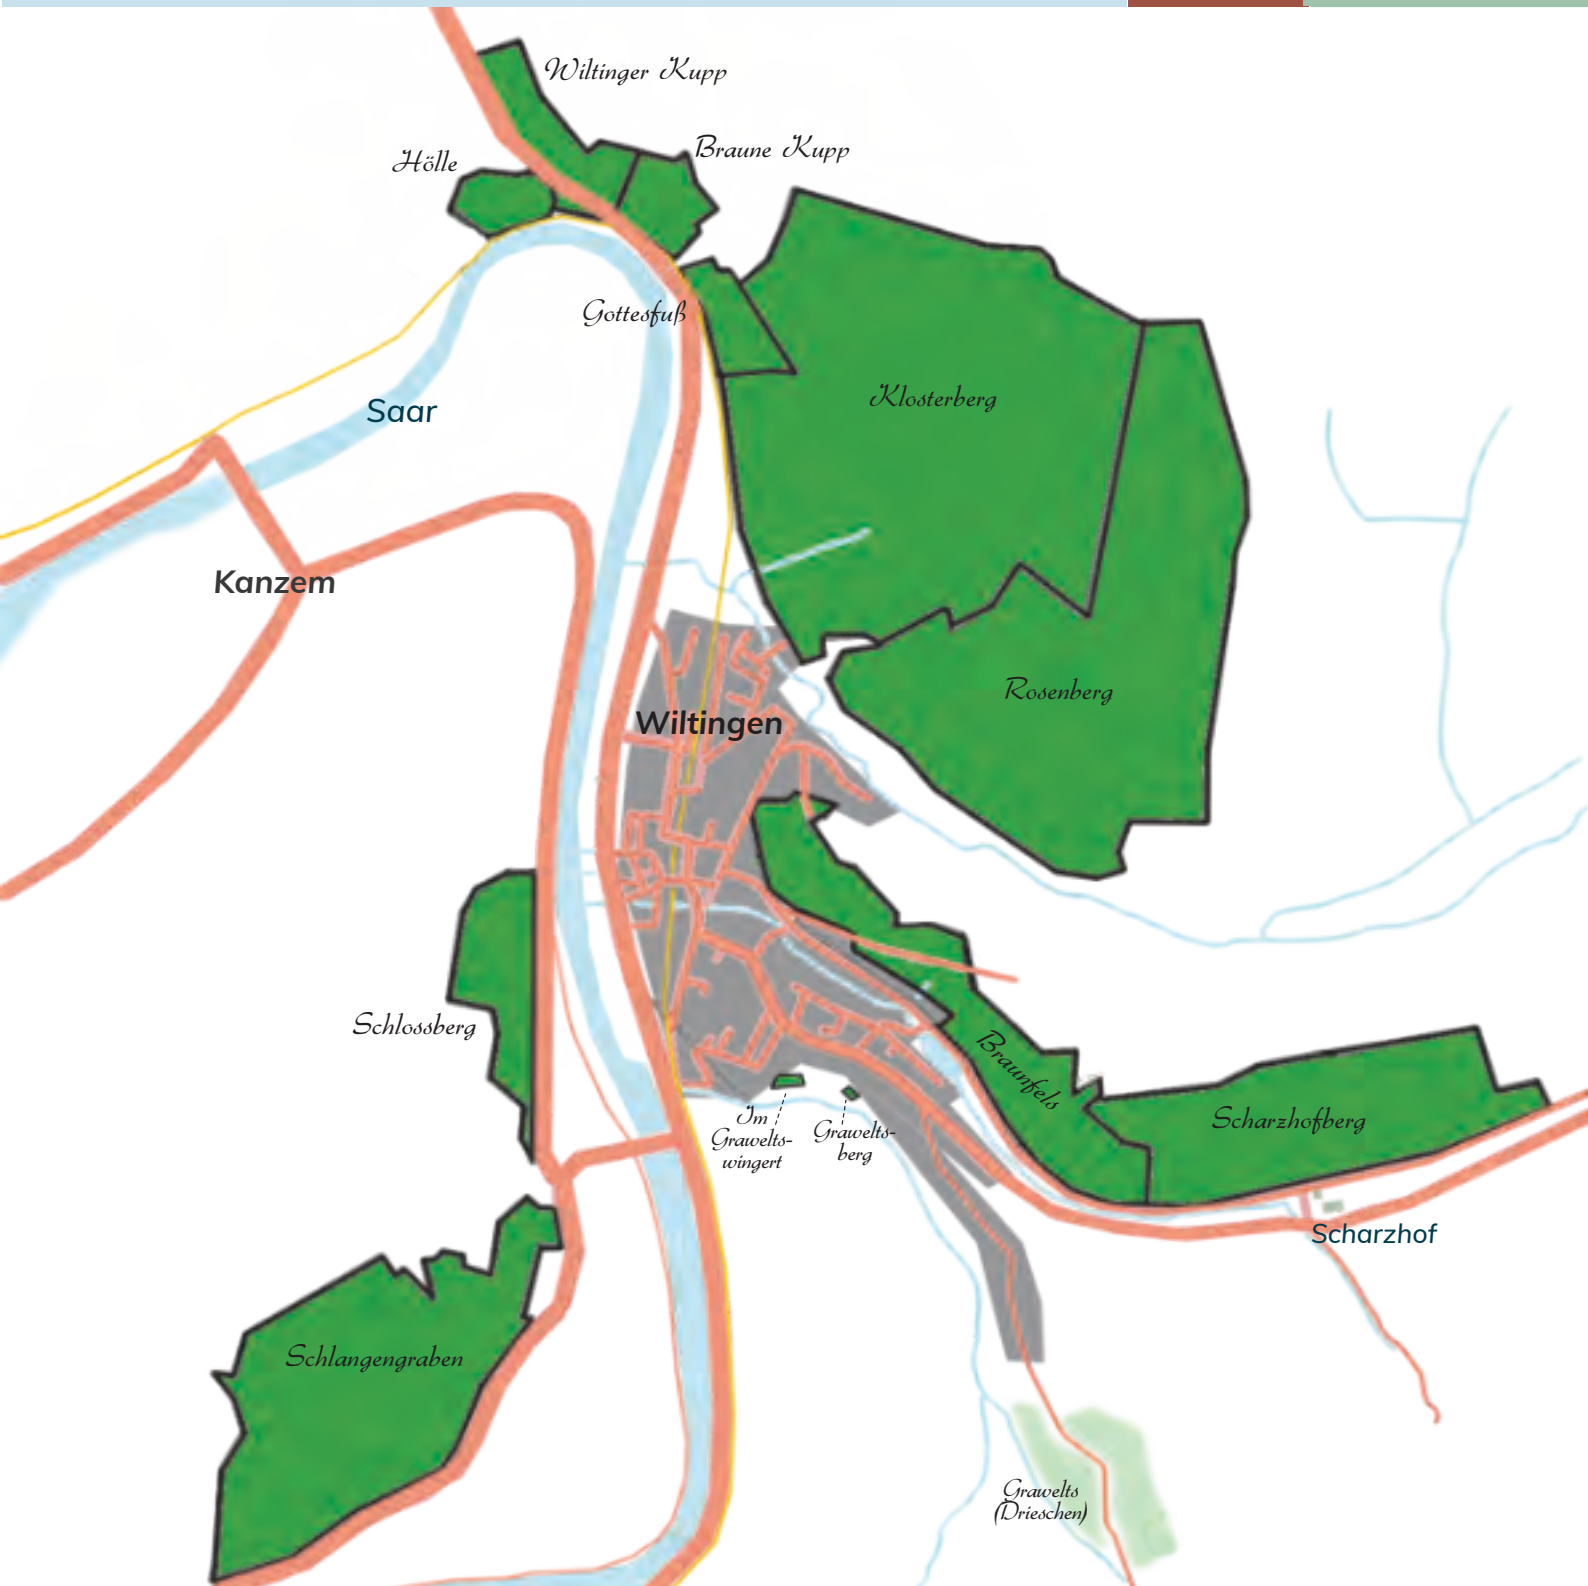 Wiltinger Kupp
Braune Kupp
Hölle
Gottesfuß
Klosterberg
Saar
Kanzem
Rosenberg
Wiltingen
Schlossberg
Braunfels
Im
Grawelts-
wingert
Grawelts-
berg
Scharzhofberg
Scharzhof
Schlangengraben
Grawelts
(Drieschen)